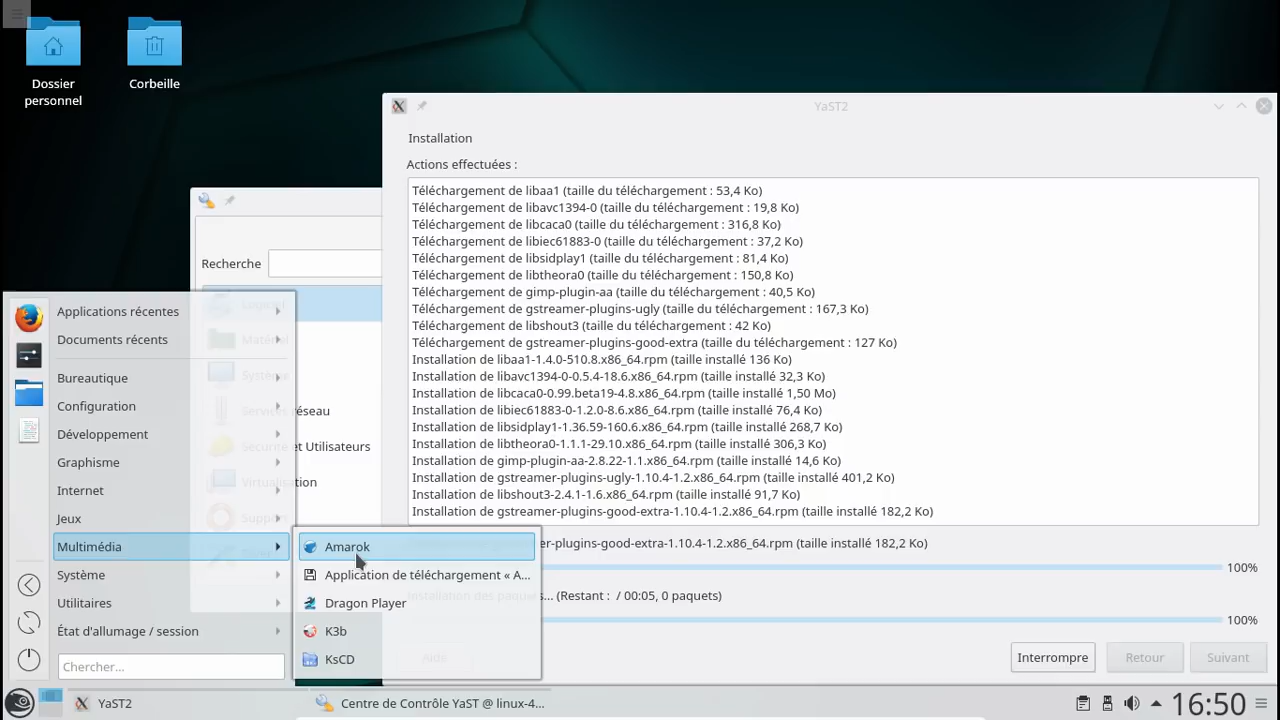 Dossier
personnel
Corbeille
YaST2
Installation
Actions effectuées :
Téléchargement de libaa1 (taille du téléchargement : 53,4 Ko)
Téléchargement de libavc1394-0 (taille du téléchargement : 19,8 Ko)
Téléchargement de libcaca0 (taille du téléchargement : 316,8 Ko)
Téléchargement de libiec61883-0 (taille du téléchargement : 37,2 Ko)
Téléchargement de libsidplay1 (taille du téléchargement : 81,4 Ko)
Téléchargement de libtheora0 (taille du téléchargement : 150,8 Ko)
Téléchargement de gimp-plugin-aa (taille du téléchargement : 40,5 Ko)
Téléchargement de gstreamer-plugins-ugly (taille du téléchargement : 167,3 Ko)
Téléchargement de libshout3 (taille du téléchargement : 42 Ko)
Téléchargement de gstreamer-plugins-good-extra (taille du téléchargement : 127 Ko)
Installation de libaa1-1.4.0-510.8.x86_64.rpm (taille installé 136 Ko)
Installation de libavc1394-0-0.5.4-18.6.x86_64.rpm (taille installé 32,3 Ko)
Installation de libcaca0-0.99.beta19-4.8.x86_64.rpm (taille installé 1,50 Mo)
Installation de libiec61883-0-1.2.0-8.6.x86_64.rpm (taille installé 76,4 Ko)
Installation de libsidplay1-1.36.59-160.6.x86_64.rpm (taille installé 268,7 Ko)
Installation de libtheora0-1.1.1-29.10.x86_64.rpm (taille installé 306,3 Ko)
Installation de gimp-plugin-aa-2.8.22-1.1.x86_64.rpm (taille installé 14,6 Ko)
Installation de gstreamer-plugins-ugly-1.10.4-1.2.x86_64.rpm (taille installé 401,2 Ko)
Installation de libshout3-2.4.1-1.6.x86_64.rpm (taille installé 91,7 Ko)
Installation de gstreamer-plugins-good-extra-1.10.4-1.2.x86_64.rpm (taille installé 182,2 Ko)
er-plugins-good-extra-1.10.4-1.2.x86_64.rpm (taille installé 182,2 Ko)
100%
Installation des paquets... (Restant : / 00:05, 0 paquets)
100%
Aide
Interrompre
Retour
Suivant
Recherche
Logiciel
Matériel
Système
Services réseau
Sécurité et Utilisateurs
Virtualisation
Support
Applications récentes
Documents récents
Bureautique
Configuration
Développement
Graphisme
Internet
Jeux
Multimédia
Système
Utilitaires
État d'allumage / session
Chercher...
Amarok
Application de téléchargement « A...
Dragon Player
K3b
KsCD
YaST2
Centre de Contrôle YaST @ linux-4...
16:50